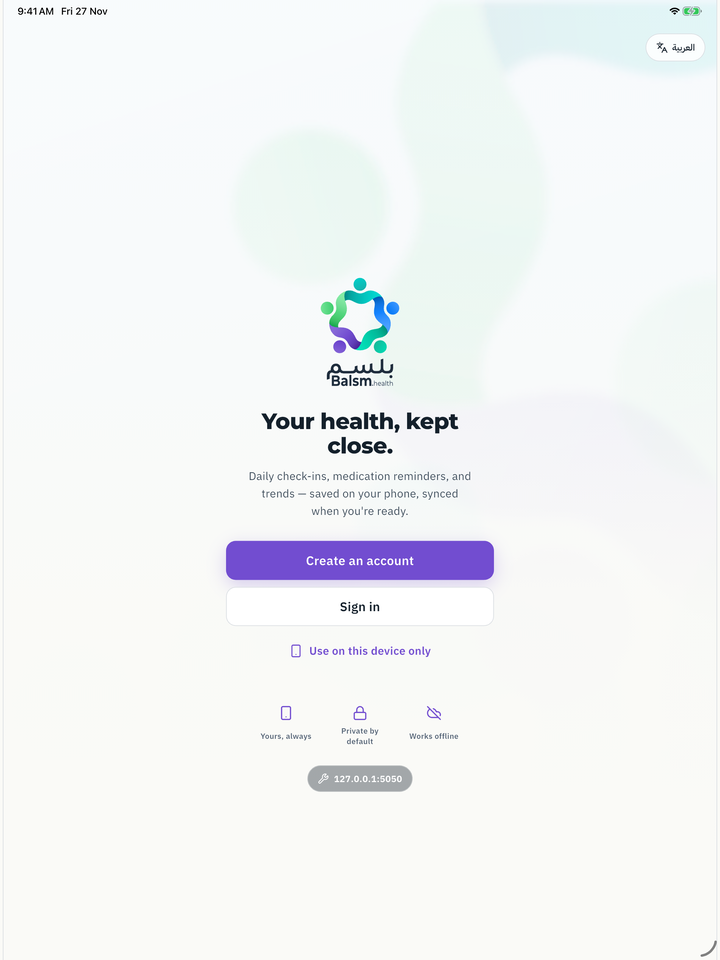 9:41 AM Fri 27 Nov
العربية
بلسم
Balsm.health
Your health, kept
close.
Daily check-ins, medication reminders, and
trends — saved on your phone, synced
when you're ready.
Create an account
Sign in
Use on this device only
Yours, always
Private by
default
Works offline
127.0.0.1:5050